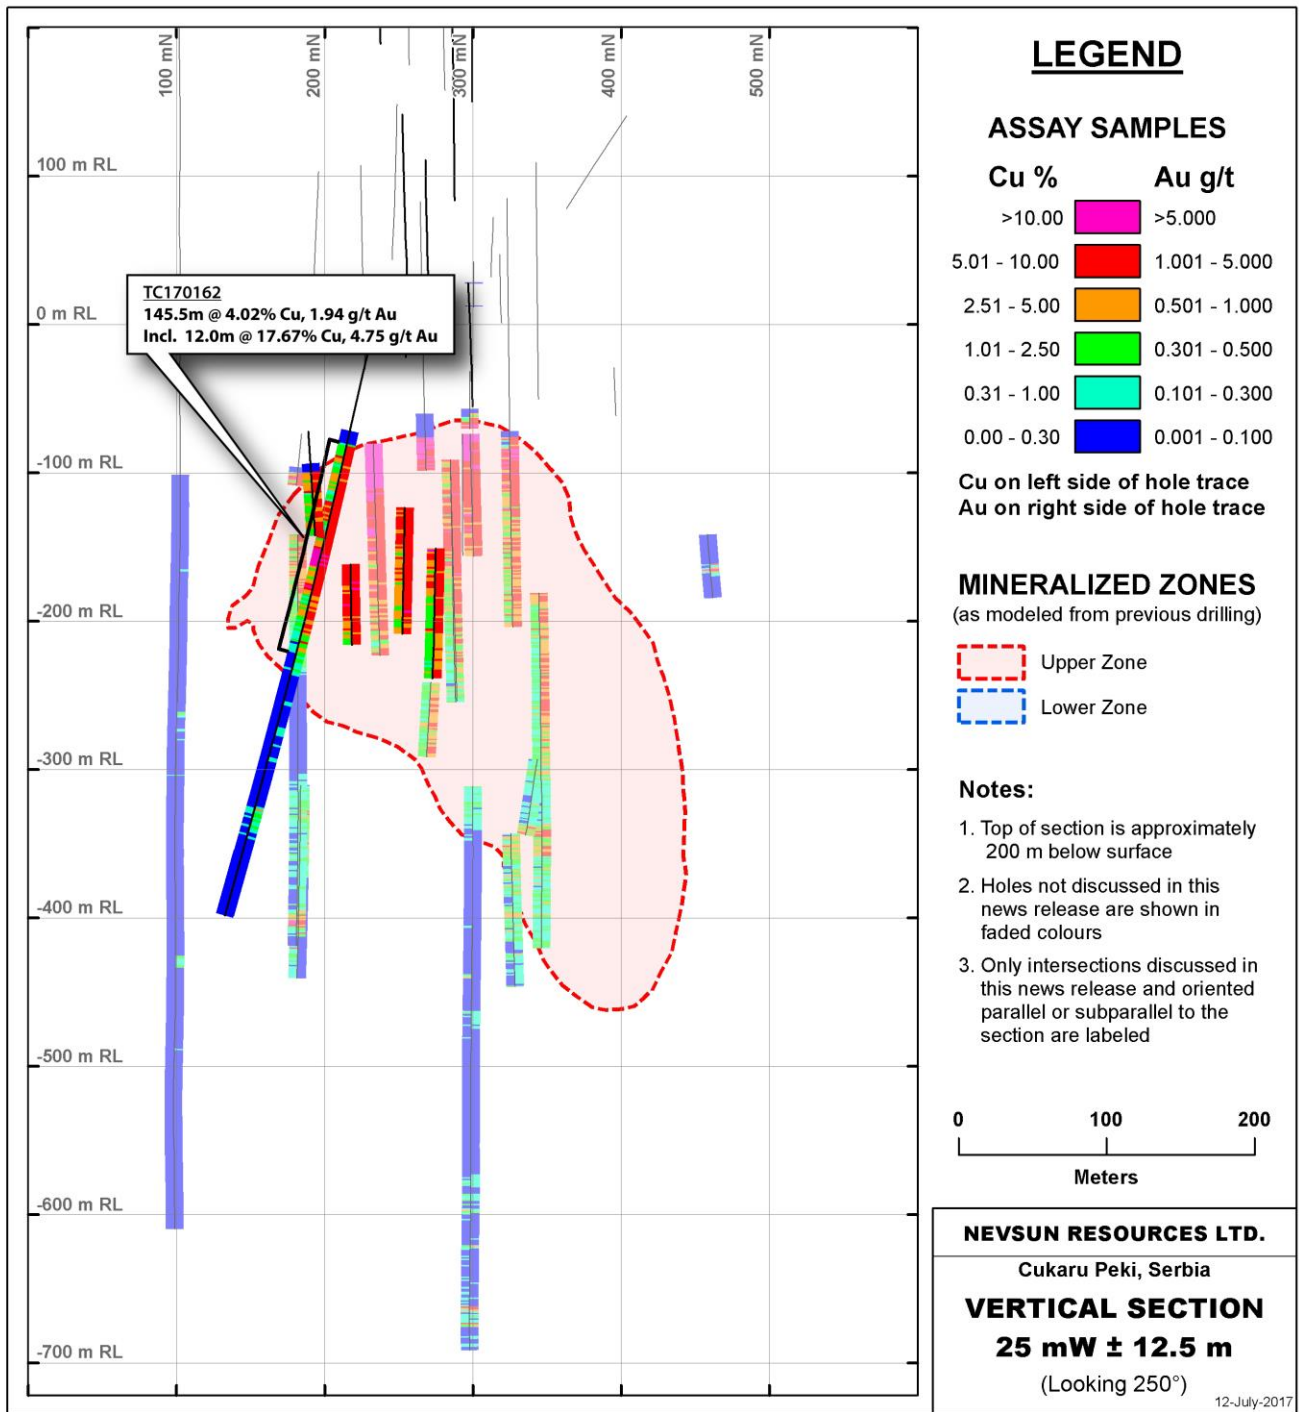 100 mN
200 mN
300 mN
400 mN
500 mN
100 m RL
0 m RL
-100 m RL
-200 m RL
-300 m RL
-400 m RL
-500 m RL
-600 m RL
-700 m RL
TC170162
145.5m @ 4.02% Cu, 1.94 g/t Au
Incl. 12.0m @ 17.67% Cu, 4.75 g/t Au
LEGEND
ASSAY SAMPLES
Cu % Au g/t
>10.00 >5.000
5.01 - 10.00 1.001 - 5.000
2.51 - 5.00 0.501 - 1.000
1.01 - 2.50 0.301 - 0.500
0.31 - 1.00 0.101 - 0.300
0.00 - 0.30 0.001 - 0.100
Cu on left side of hole trace
Au on right side of hole trace
MINERALIZED ZONES
(as modeled from previous drilling)
Upper Zone
Lower Zone
Notes:
1. Top of section is approximately
200 m below surface
2. Holes not discussed in this
news release are shown in
faded colours
3. Only intersections discussed in
this news release and oriented
parallel or subparallel to the
section are labeled
0 100 200
Meters
NEVSUN RESOURCES LTD.
Cukaru Peki, Serbia
VERTICAL SECTION
25 mW ± 12.5 m
(Looking 250°)
12-July-2017